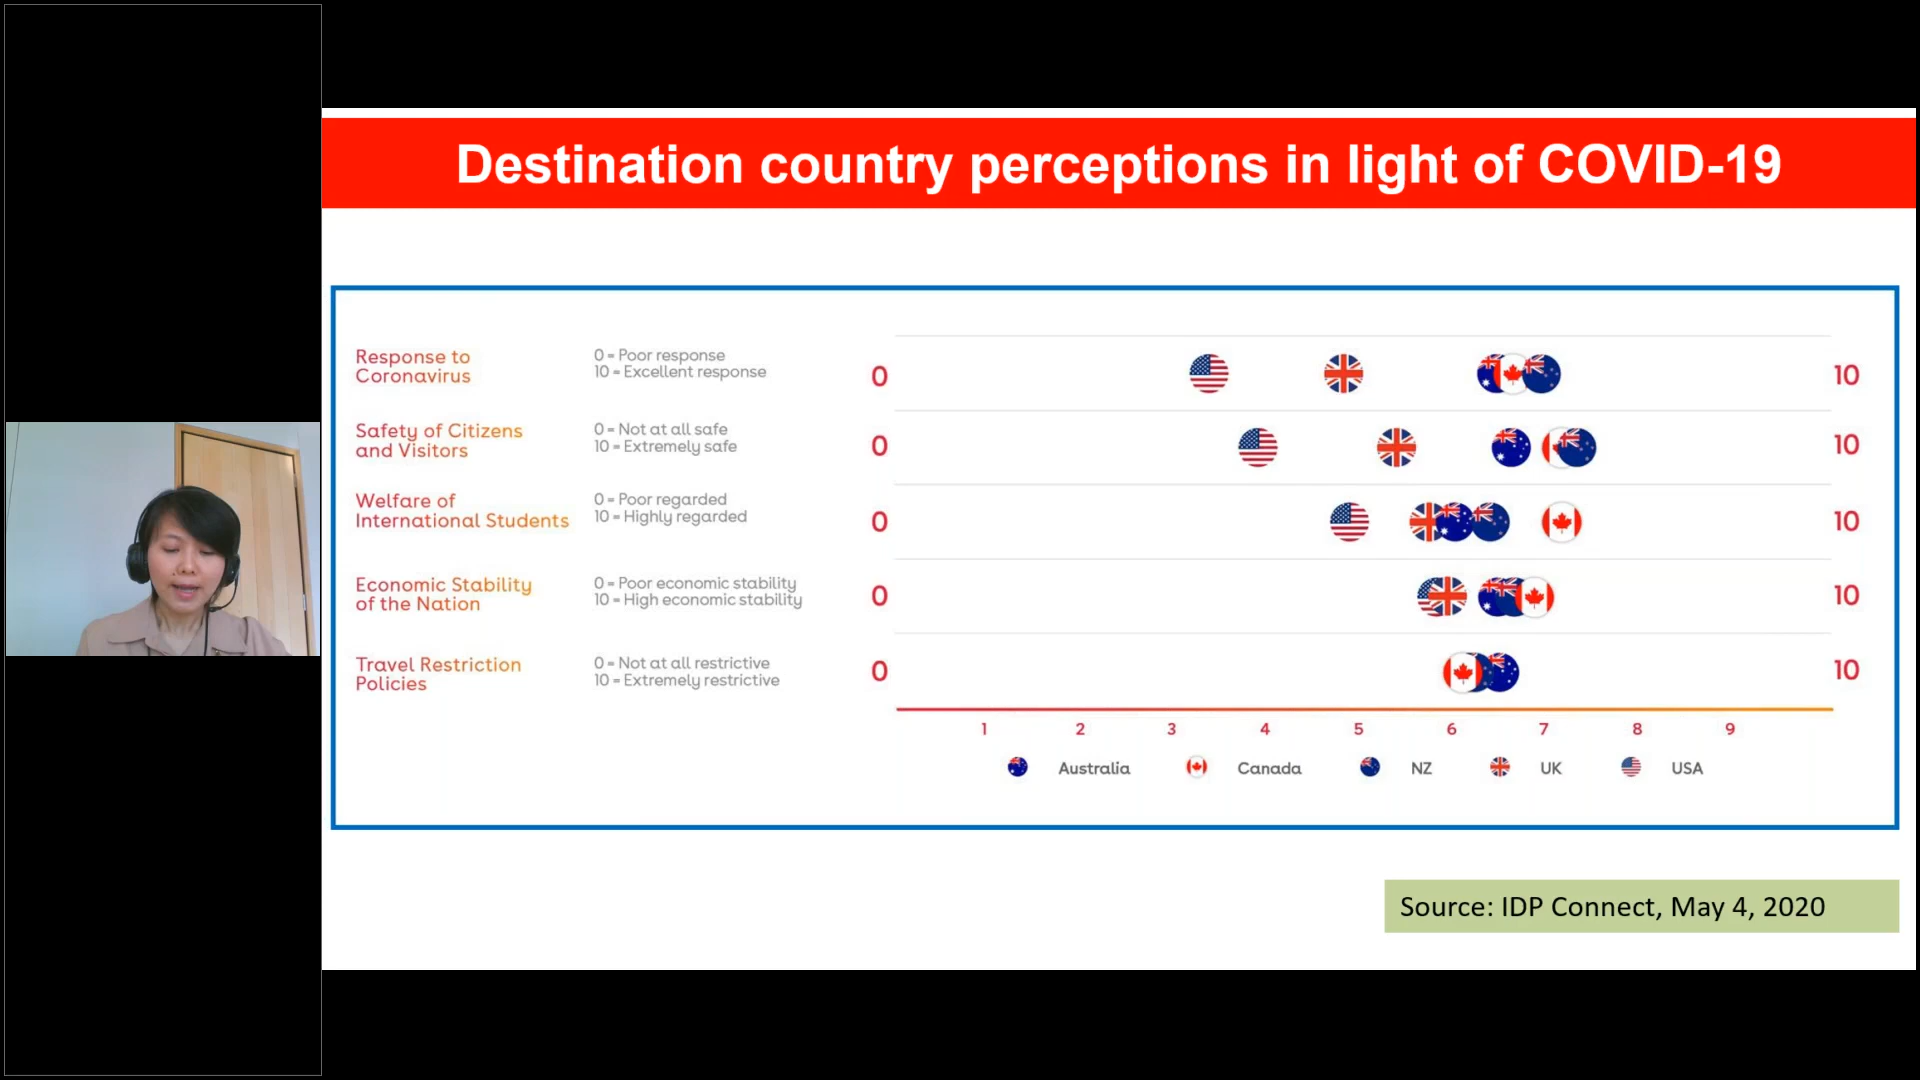 Destination country perceptions in light of COVID-19
Response to
Coronavirus
0 = Poor response
10 = Excellent response
0
10
Safety of Citizens
and Visitors
0 = Not at all safe
10 = Extremely safe
0
10
Welfare of
International Students
0 = Poor regarded
10 = Highly regarded
0
10
Economic Stability
of the Nation
0 = Poor economic stability
10 = High economic stability
0
10
Travel Restriction
Policies
0 = Not at all restrictive
10 = Extremely restrictive
0
10
1 2 3 4 5 6 7 8 9
Australia Canada NZ UK USA
Source: IDP Connect, May 4, 2020